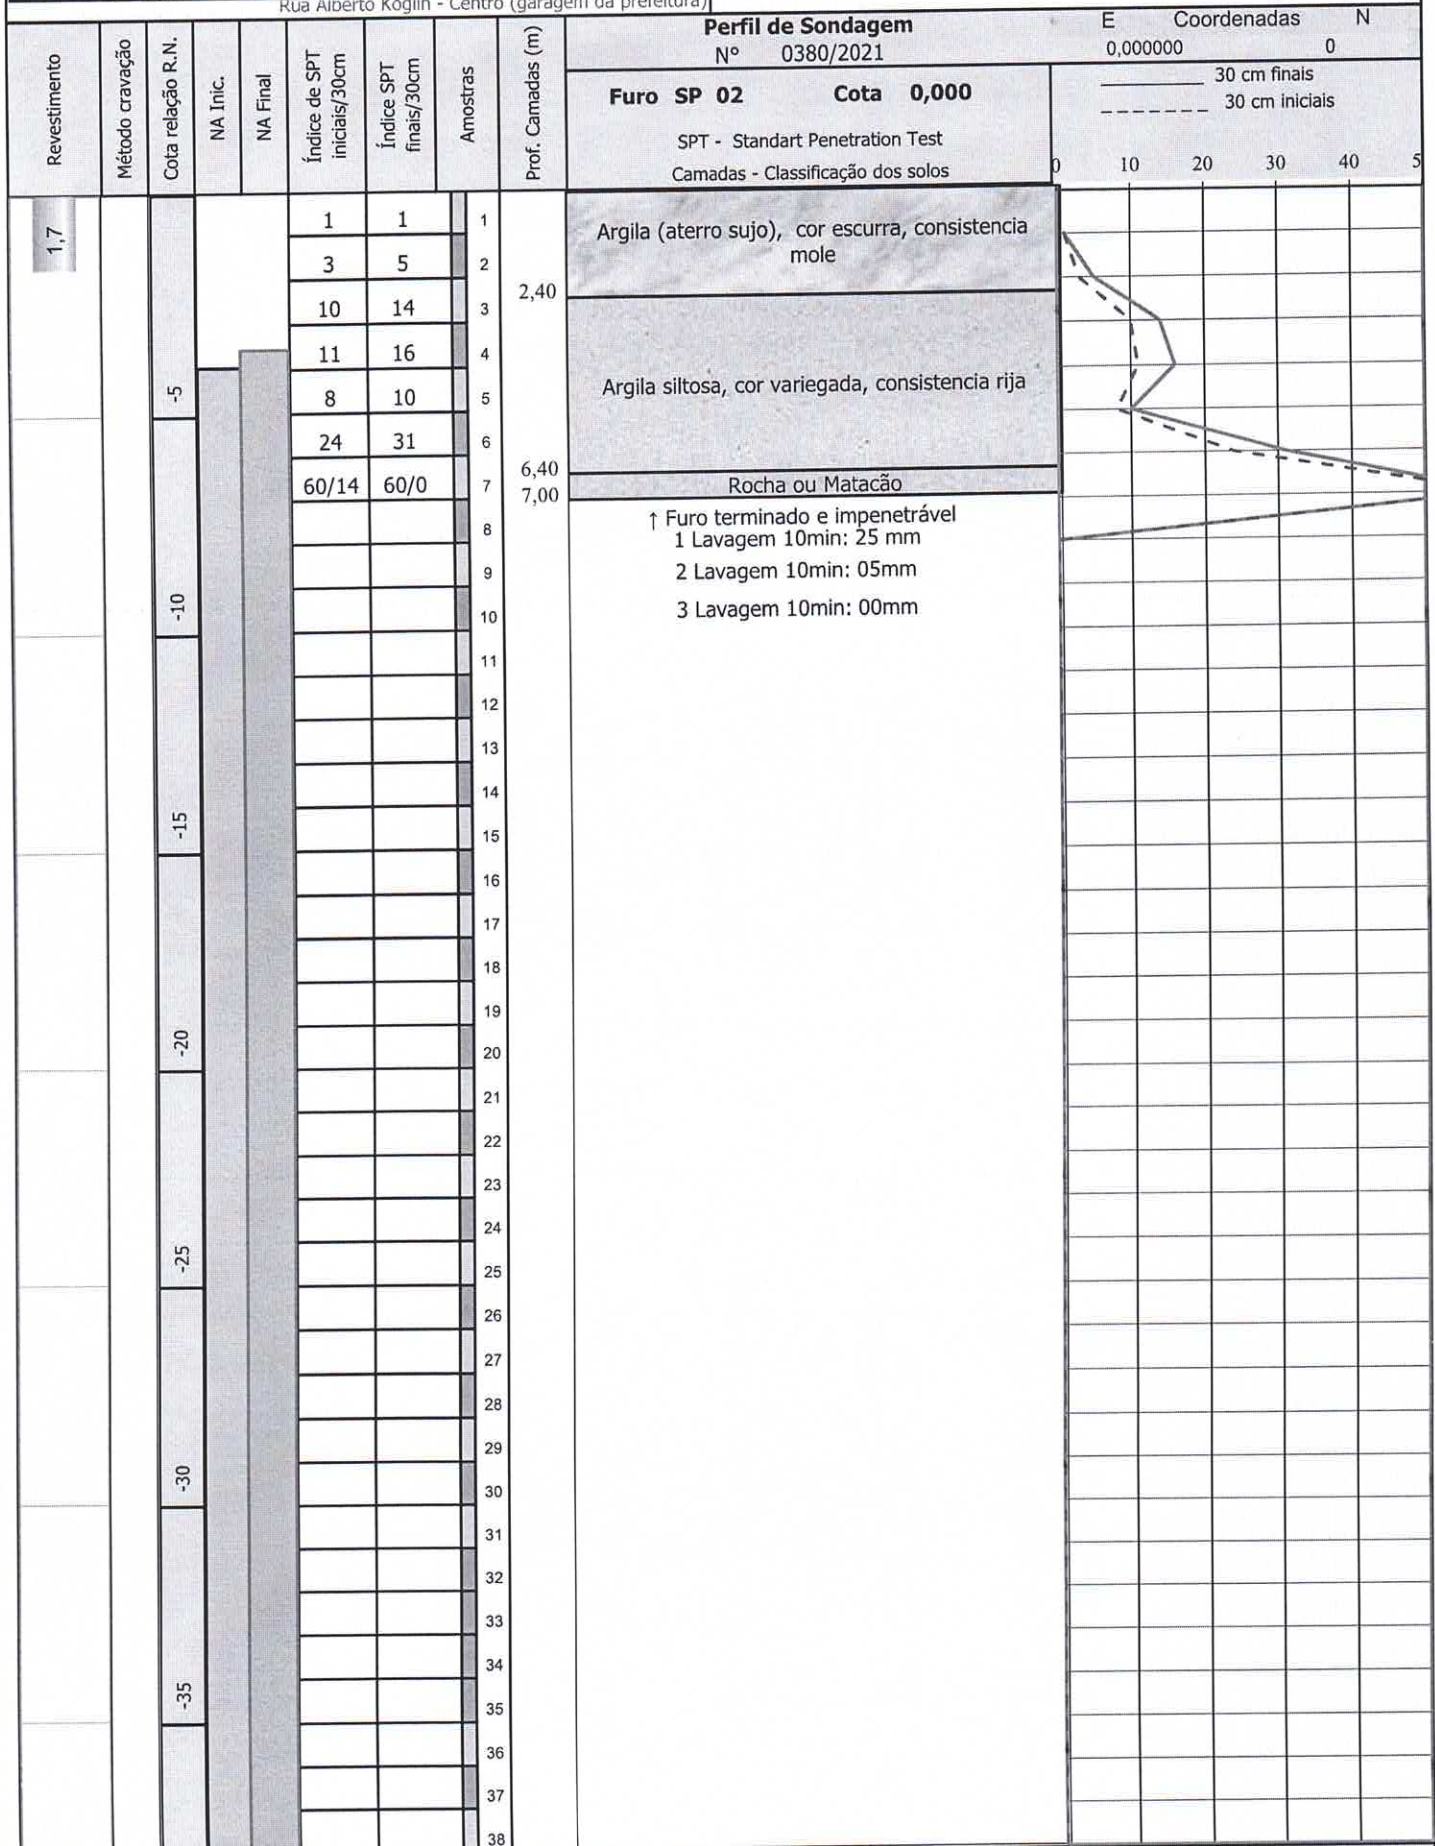 Rua Alberto Koglin - Centro (garagem da prefeitura)
Revestimento
Método cravação
Cota relação R.N.
NA Inic.
NA Final
Índice de SPT
iniciais/30cm
Índice SPT
finais/30cm
Amostras
Prof. Camadas (m)
Perfil de Sondagem
Nº 0380/2021
Furo SP 02 Cota 0,000
SPT - Standart Penetration Test
Camadas - Classificação dos solos
E Coordenadas N
0,000000 0
30 cm finais
30 cm iniciais
0 10 20 30 40 5
1,7
1 1 1
3 5 2
10 14 3
11 16 4
8 10 5
24 31 6
60/14 60/0 7
8
9
10
11
12
13
14
15
16
17
18
19
20
21
22
23
24
25
26
27
28
29
30
31
32
33
34
35
36
37
38
-5
-10
-15
-20
-25
-30
-35
2,40
6,40
7,00
Argila (aterro sujo), cor escurra, consistencia
mole
Argila siltosa, cor variegada, consistencia rija
Rocha ou Matacão
↑ Furo terminado e impenetrável
1 Lavagem 10min: 25 mm
2 Lavagem 10min: 05mm
3 Lavagem 10min: 00mm